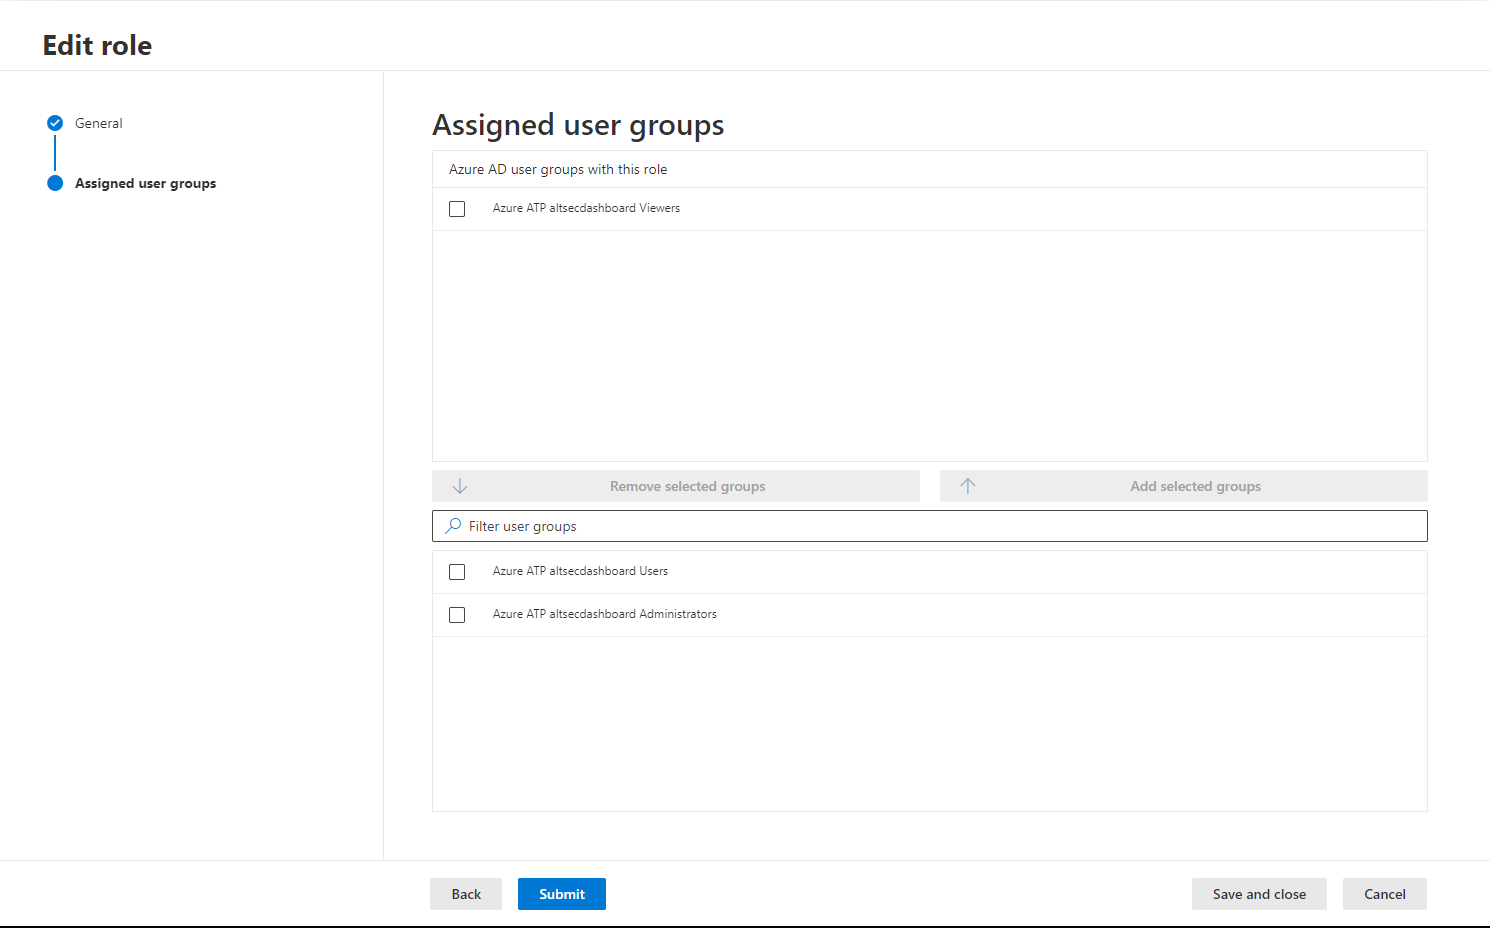 Edit role
General
Assigned user groups
Assigned user groups
Azure AD user groups with this role
Azure ATP altsecdashboard Viewers
Remove selected groups
Add selected groups
Filter user groups
Azure ATP altsecdashboard Users
Azure ATP altsecdashboard Administrators
Back
Submit
Save and close
Cancel